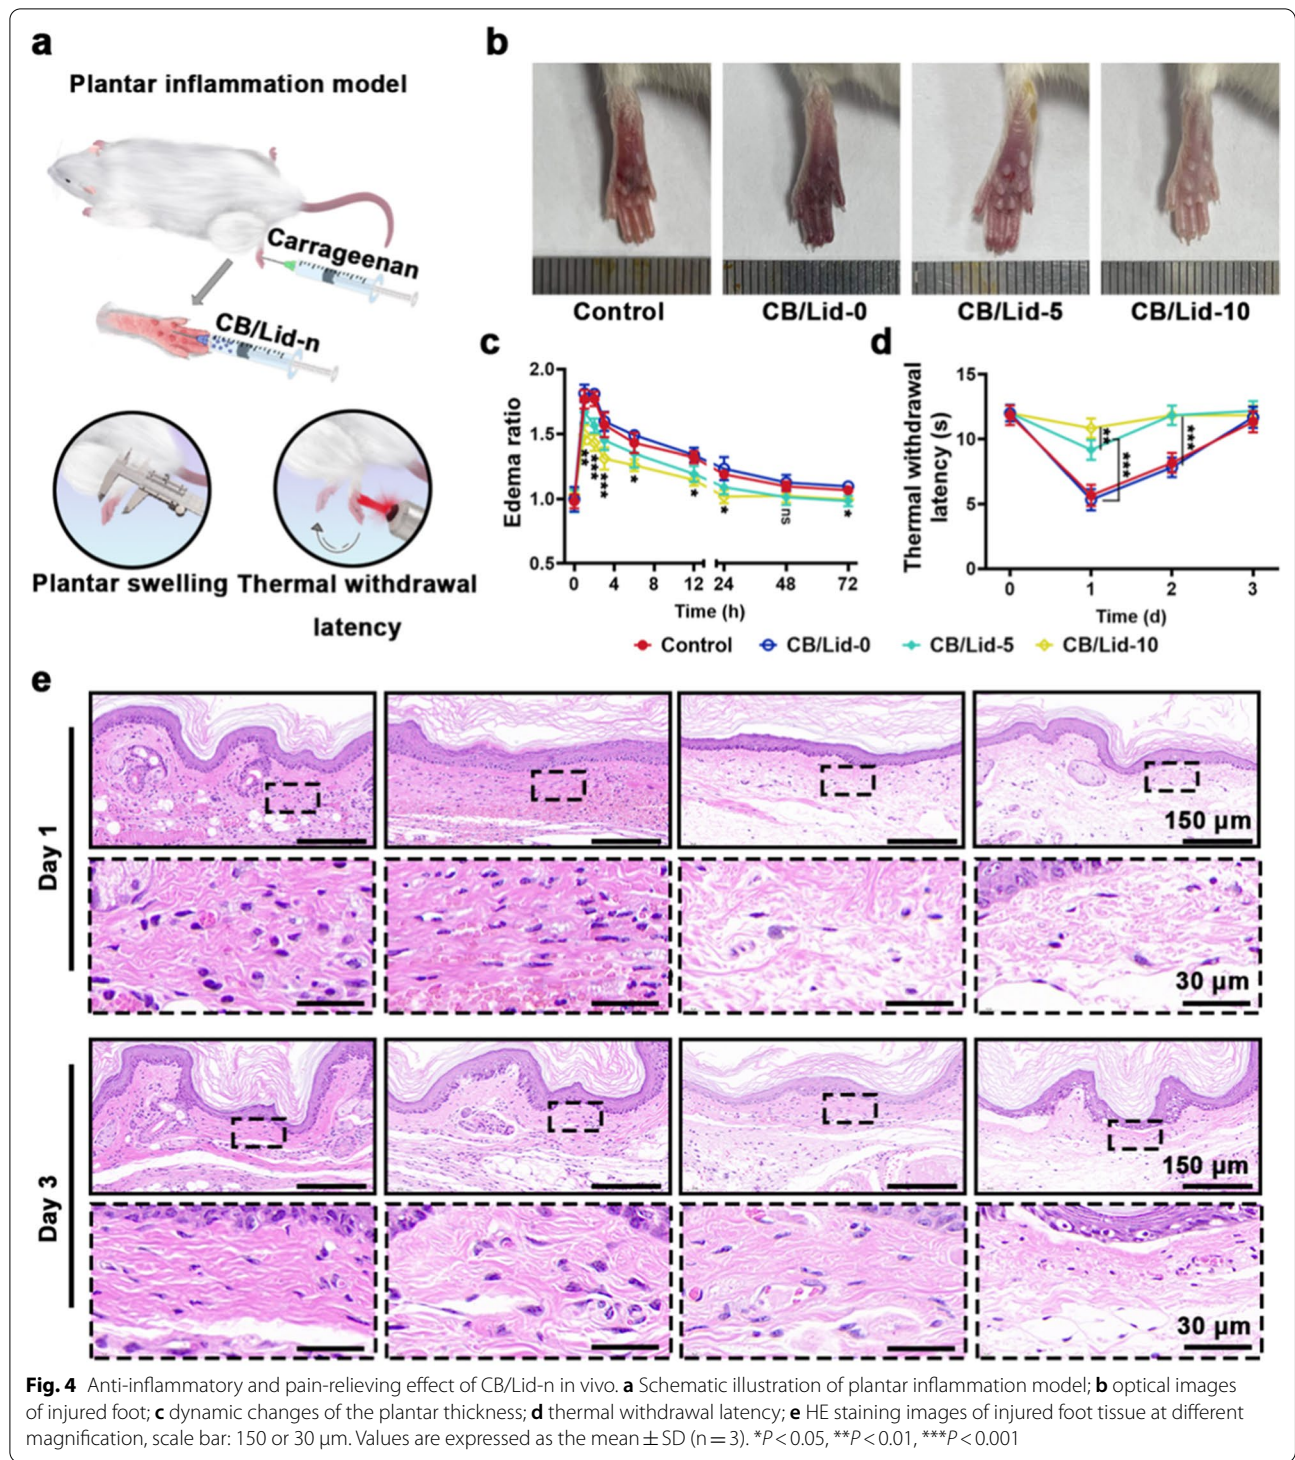 a
Plantar inflammation model
Carrageenan
CB/Lid-n
Plantar swelling
Thermal withdrawal
latency
b
Control
CB/Lid-0
CB/Lid-5
CB/Lid-10
c
Edema ratio
2.0
1.5
1.0
0.5
**
***
***
*
*
*
ns
*
0 4 8 12 24 48 72
Time (h)
d
Thermal withdrawal
latency (s)
15
10
5
0
**
***
***
0 1 2 3
Time (d)
Control CB/Lid-0 CB/Lid-5 CB/Lid-10
e
Day 1
150 μm
30 μm
Day 3
150 μm
30 μm
Fig. 4 Anti-inflammatory and pain-relieving effect of CB/Lid-n in vivo. a Schematic illustration of plantar inflammation model; b optical images
of injured foot; c dynamic changes of the plantar thickness; d thermal withdrawal latency; e HE staining images of injured foot tissue at different
magnification, scale bar: 150 or 30 μm. Values are expressed as the mean ± SD (n = 3). *P < 0.05, **P < 0.01, ***P < 0.001